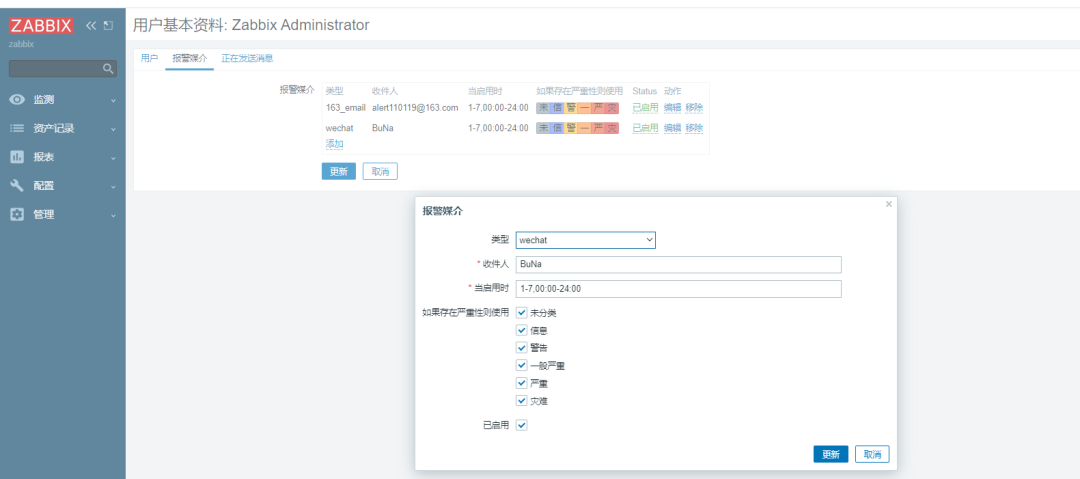 ZABBIX
zabbix
监测
资产记录
报表
配置
管理
用户基本资料: Zabbix Administrator
用户 报警媒介 正在发送消息
报警媒介 类型 收件人 当启用时 如果存在严重性则使用 Status 动作
163_email alert110119@163.com 1-7,00:00-24:00 未 信 警 一 严 灾 已启用 编辑 移除
wechat BuNa 1-7,00:00-24:00 未 信 警 一 严 灾 已启用 编辑 移除
添加
更新 取消
报警媒介
类型 wechat
* 收件人 BuNa
* 当启用时 1-7,00:00-24:00
如果存在严重性则使用 未分类
信息
警告
一般严重
严重
灾难
已启用
更新 取消